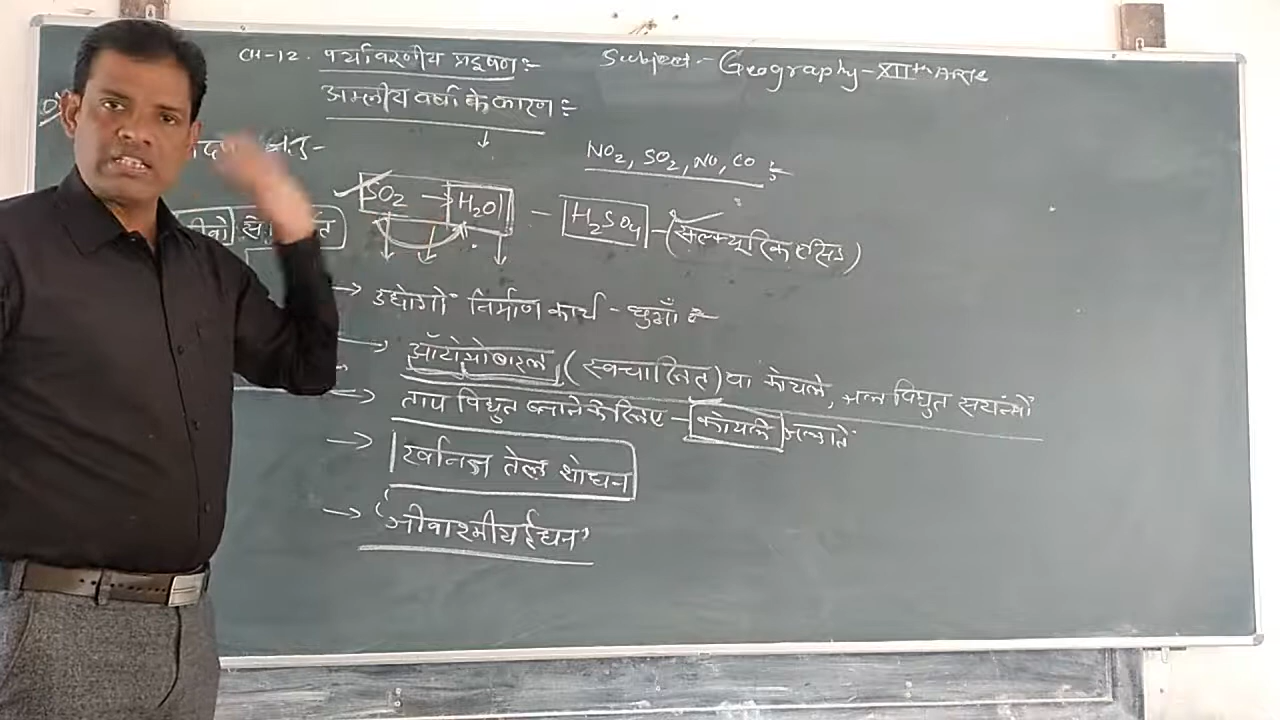 CH-12. पर्यावरणीय प्रदूषण:- Subject - Geography - XIIth Arts
अम्लीय वर्षा के कारण:-
NO₂, SO₂, NO, CO :-
SO₂ → H₂O - H₂SO₄ - (सल्फ्यूरिक एसिड)
→ उद्योगों निर्माण कार्य - धुआँ
→ ऑटोमोबाइल (स्वचालित) वा कोयले, विद्युत सयंत्रों
→ ताप विद्युत बनाने के लिए - कोयले जलाते
→ खनिज तेल शोधन
→ 'जीवाश्मीय ईंधन'